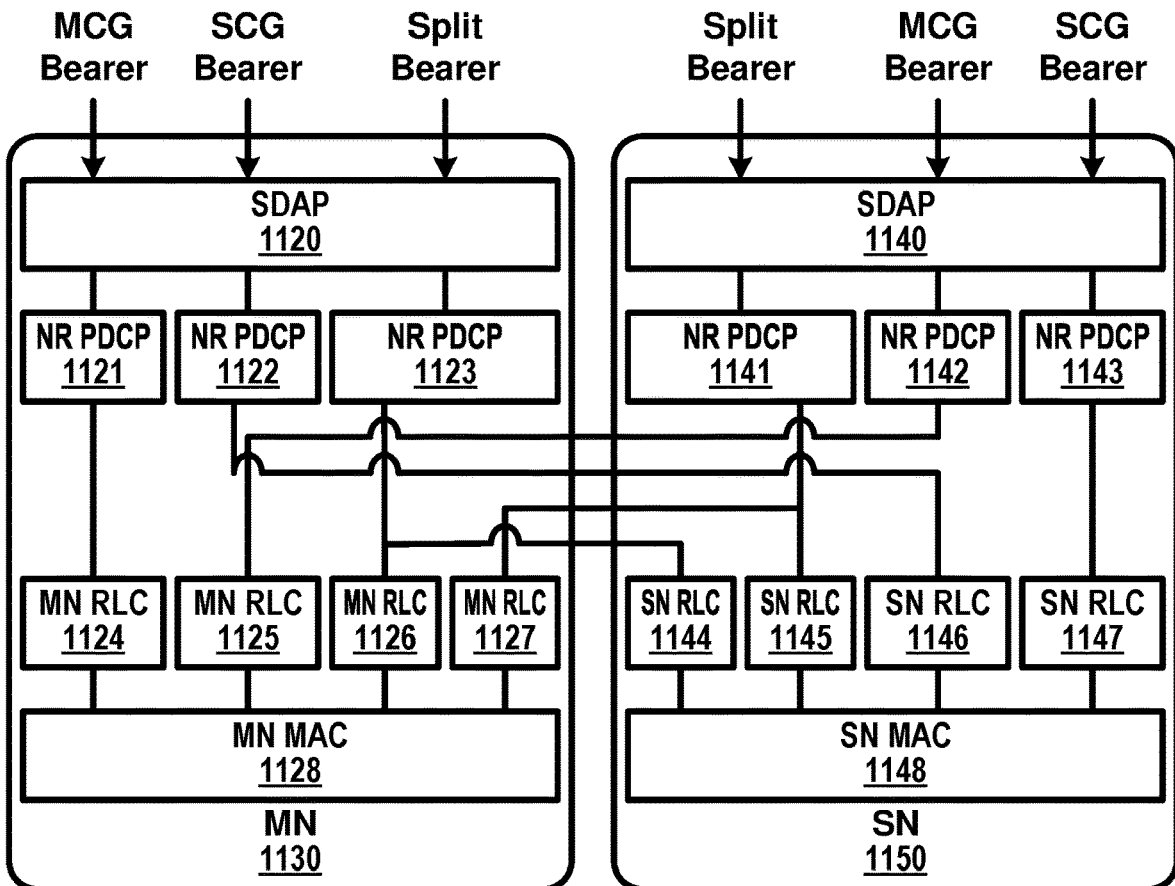 MCG Bearer
SCG Bearer
Split Bearer
Split Bearer
MCG Bearer
SCG Bearer
SDAP
1120
SDAP
1140
NR PDCP
1121
NR PDCP
1122
NR PDCP
1123
NR PDCP
1141
NR PDCP
1142
NR PDCP
1143
MN RLC
1124
MN RLC
1125
MN RLC
1126
MN RLC
1127
SN RLC
1144
SN RLC
1145
SN RLC
1146
SN RLC
1147
MN MAC
1128
SN MAC
1148
MN
1130
SN
1150